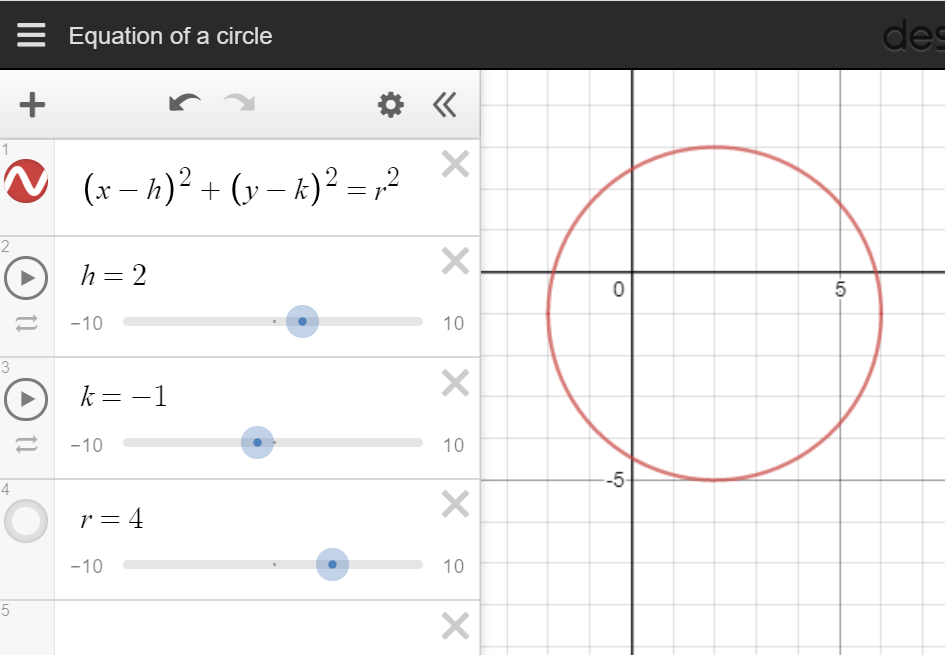 Equation of a circle
des
1
(x − h)² + (y − k)² = r²
2
h = 2
−10 10
3
k = −1
−10 10
4
r = 4
−10 10
5
0 5
-5